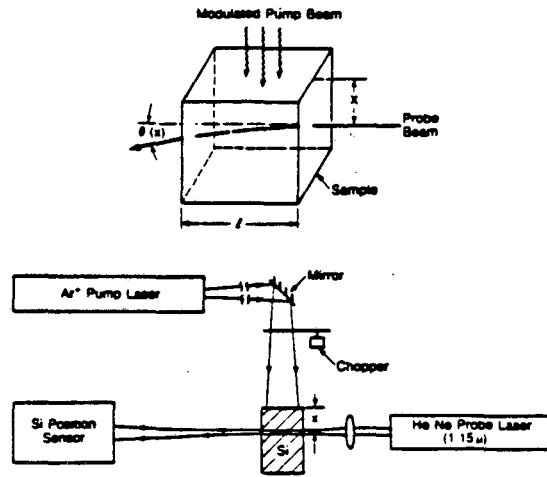 Modulated Pump Beam
x
θ (x)
Probe
Beam
Sample
l
Ar⁺ Pump Laser
Mirror
Chopper
x
Si Position
Sensor
Si
He Ne Probe Laser
(1 15 μ)